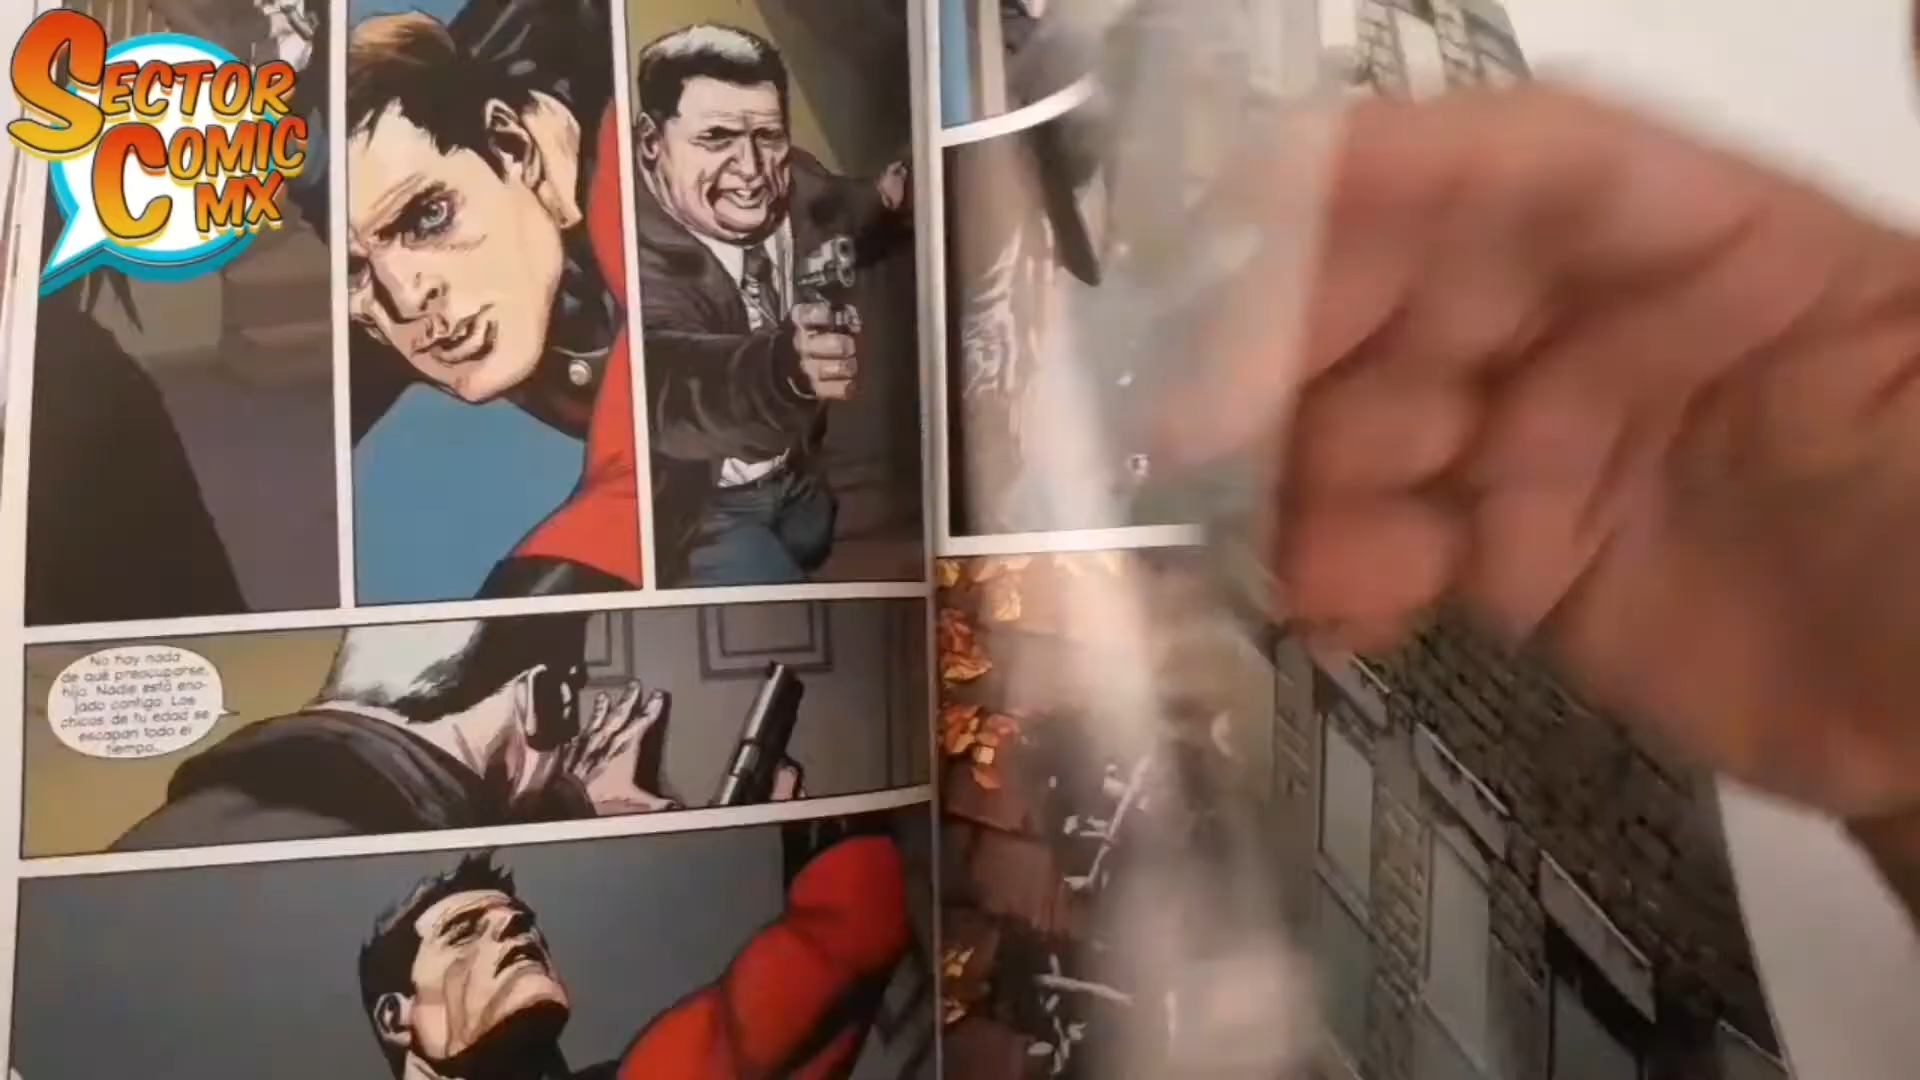 SECTOR
COMIC
MX
No hay nada
de qué preocuparse,
hijo. Nadie está eno-
jado contigo. Los
chicos de tu edad se
escapan todo el
tiempo.